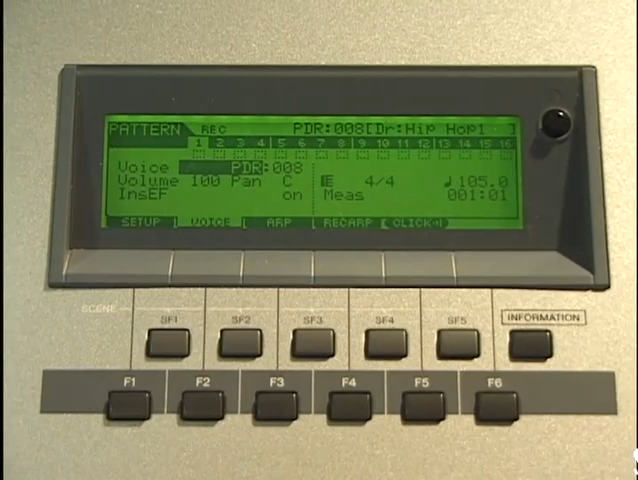 PATTERN REC PDR:008[Dr:Hip Hop1 ]
1 2 3 4 5 6 7 8 9 10 11 12 13 14 15 16
Voice PDR:008
Volume 100 Pan C 4/4 ♩105.0
InsEF on Meas 001:01
SETUP VOICE ARP RECARP CLICK
SCENE
SF1 SF2 SF3 SF4 SF5 INFORMATION
F1 F2 F3 F4 F5 F6